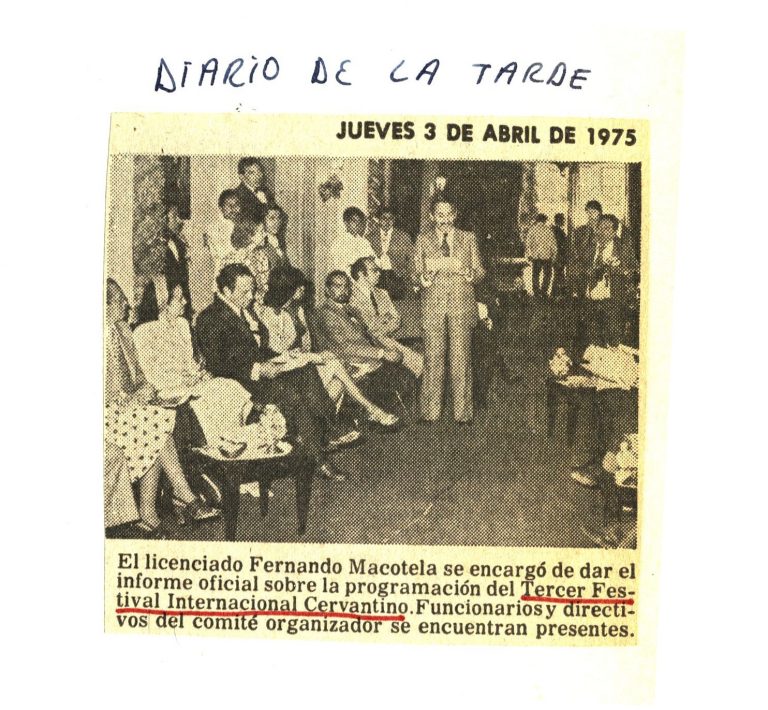 DIARIO DE LA TARDE
JUEVES 3 DE ABRIL DE 1975
El licenciado Fernando Macotela se encargó de dar el
informe oficial sobre la programación del Tercer Fes-
tival Internacional Cervantino. Funcionarios y directi-
vos del comité organizador se encuentran presentes.